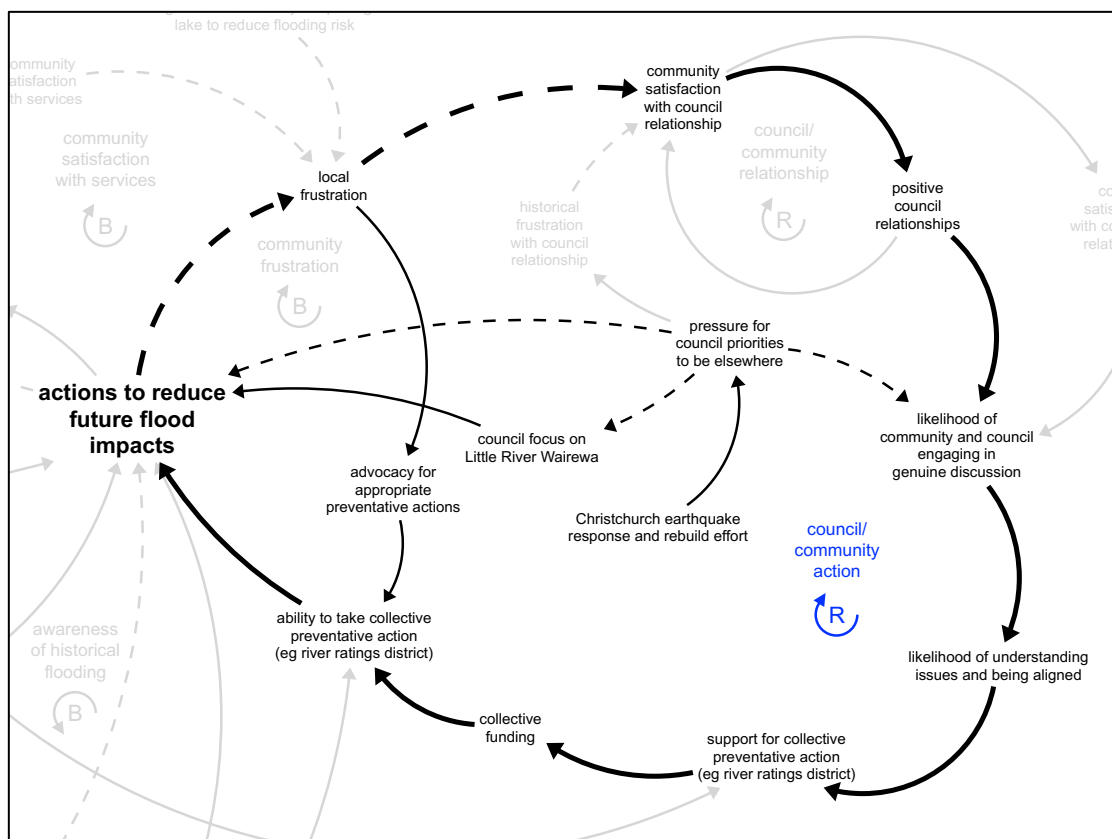 lake to reduce flooding risk
community
satisfaction
with services
community
satisfaction
with services
B
local
frustration
community
frustration
B
community
satisfaction
with council
relationship
council/
community
relationship
R
historical
frustration
with council
relationship
positive
council
relationships
with
pressure for
council priorities
to be elsewhere
actions to reduce
future flood
impacts
council focus on
Little River Wairewa
likelihood of
community and council
engaging in
genuine discussion
advocacy for
appropriate
preventative actions
Christchurch earthquake
response and rebuild effort
council/
community
action
R
ability to take collective
preventative action
(eg river ratings district)
awareness
of historical
flooding
B
likelihood of understanding
issues and being aligned
collective
funding
support for collective
preventative action
(eg river ratings district)